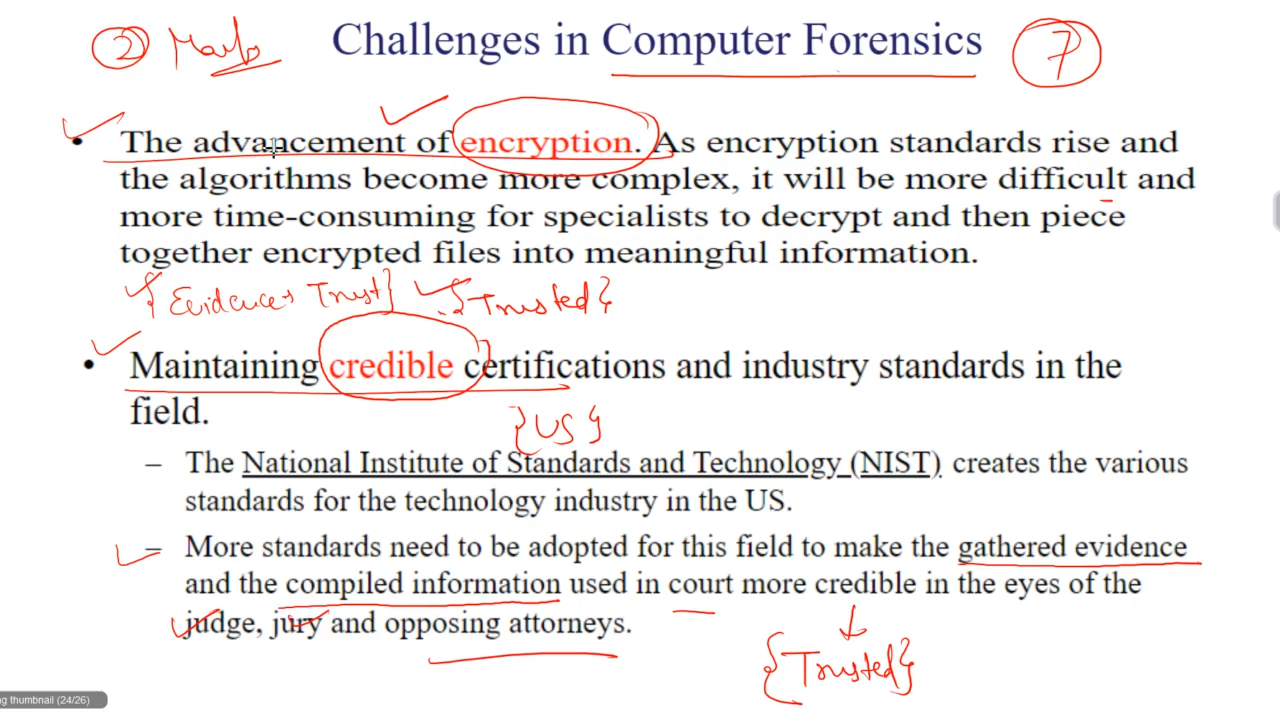 ② Marks Challenges in Computer Forensics ⑦
• The advancement of encryption. As encryption standards rise and
the algorithms become more complex, it will be more difficult and
more time-consuming for specialists to decrypt and then piece
together encrypted files into meaningful information.
{Evidences Trust} {Trusted}
• Maintaining credible certifications and industry standards in the
field.
{US}
– The National Institute of Standards and Technology (NIST) creates the various
standards for the technology industry in the US.
– More standards need to be adopted for this field to make the gathered evidence
and the compiled information used in court more credible in the eyes of the
judge, jury and opposing attorneys.
{Trusted}
ng thumbnail (24/26)